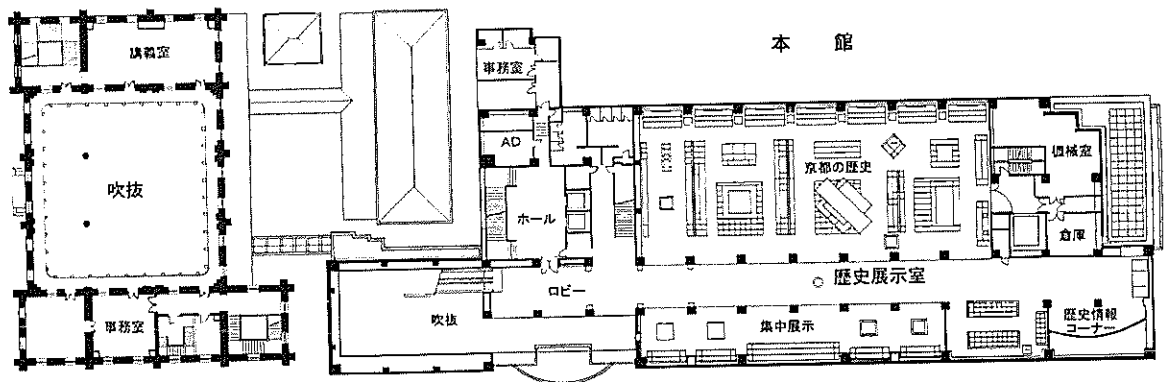 本館
講義室
事務室
AD
京都の歴史
機械室
吹抜
ホール
倉庫
ロビー
歴史展示室
事務室
吹抜
集中展示
歴史情報
コーナー